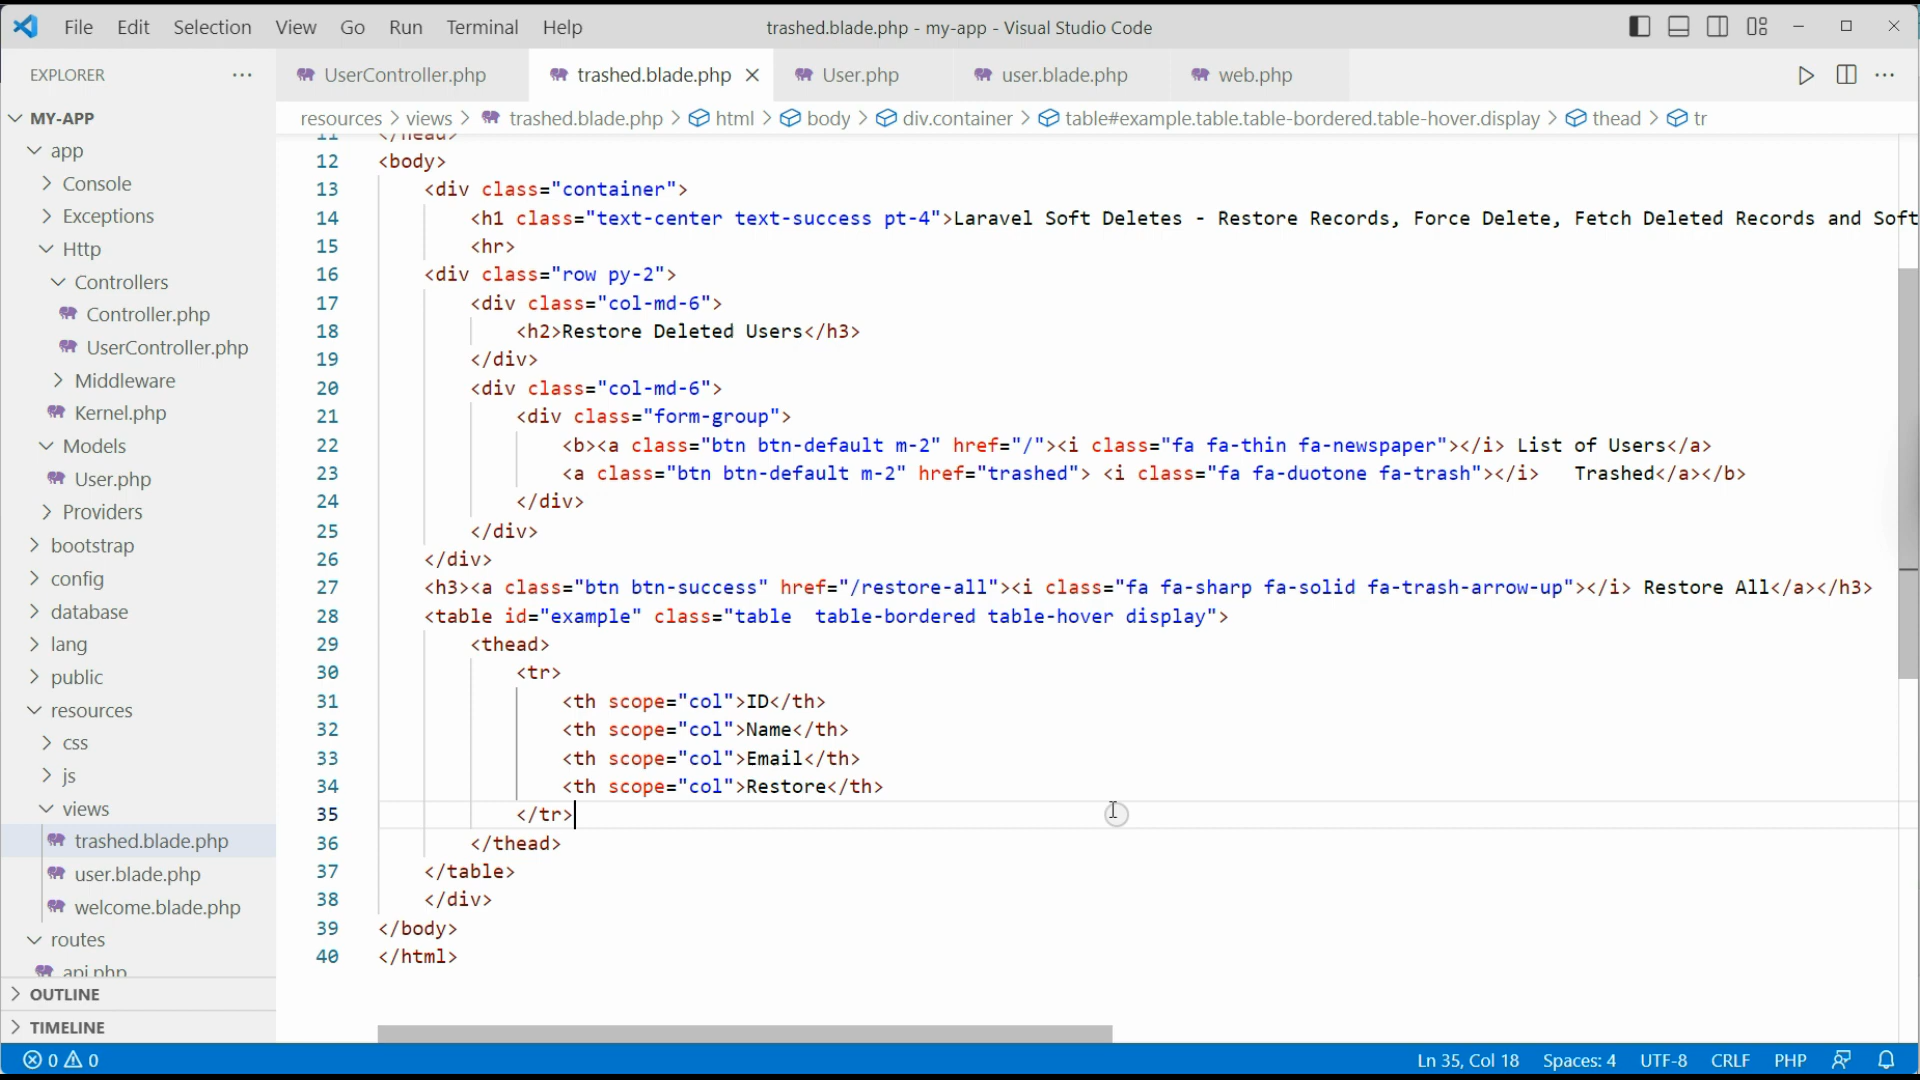 File Edit Selection View Go Run Terminal Help
trashed.blade.php - my-app - Visual Studio Code
EXPLORER
UserController.php
trashed.blade.php
User.php
user.blade.php
web.php
MY-APP
resources > views > trashed.blade.php > html > body > div.container > table#example.table.table-bordered.table-hover.display > thead > tr
app
Console
Exceptions
Http
Controllers
Controller.php
UserController.php
Middleware
Kernel.php
Models
User.php
Providers
bootstrap
config
database
lang
public
resources
css
js
views
trashed.blade.php
user.blade.php
welcome.blade.php
routes
api.php
OUTLINE
TIMELINE
11 </head>
12 <body>
13 <div class="container">
14 <h1 class="text-center text-success pt-4">Laravel Soft Deletes - Restore Records, Force Delete, Fetch Deleted Records and Soft
15 <hr>
16 <div class="row py-2">
17 <div class="col-md-6">
18 <h2>Restore Deleted Users</h3>
19 </div>
20 <div class="col-md-6">
21 <div class="form-group">
22 <b><a class="btn btn-default m-2" href="/"><i class="fa fa-thin fa-newspaper"></i> List of Users</a>
23 <a class="btn btn-default m-2" href="trashed"> <i class="fa fa-duotone fa-trash"></i>   Trashed</a></b>
24 </div>
25 </div>
26 </div>
27 <h3><a class="btn btn-success" href="/restore-all"><i class="fa fa-sharp fa-solid fa-trash-arrow-up"></i> Restore All</a></h3>
28 <table id="example" class="table  table-bordered table-hover display">
29 <thead>
30 <tr>
31 <th scope="col">ID</th>
32 <th scope="col">Name</th>
33 <th scope="col">Email</th>
34 <th scope="col">Restore</th>
35 </tr>
36 </thead>
37 </table>
38 </div>
39 </body>
40 </html>
0 0
Ln 35, Col 18 Spaces: 4 UTF-8 CRLF PHP